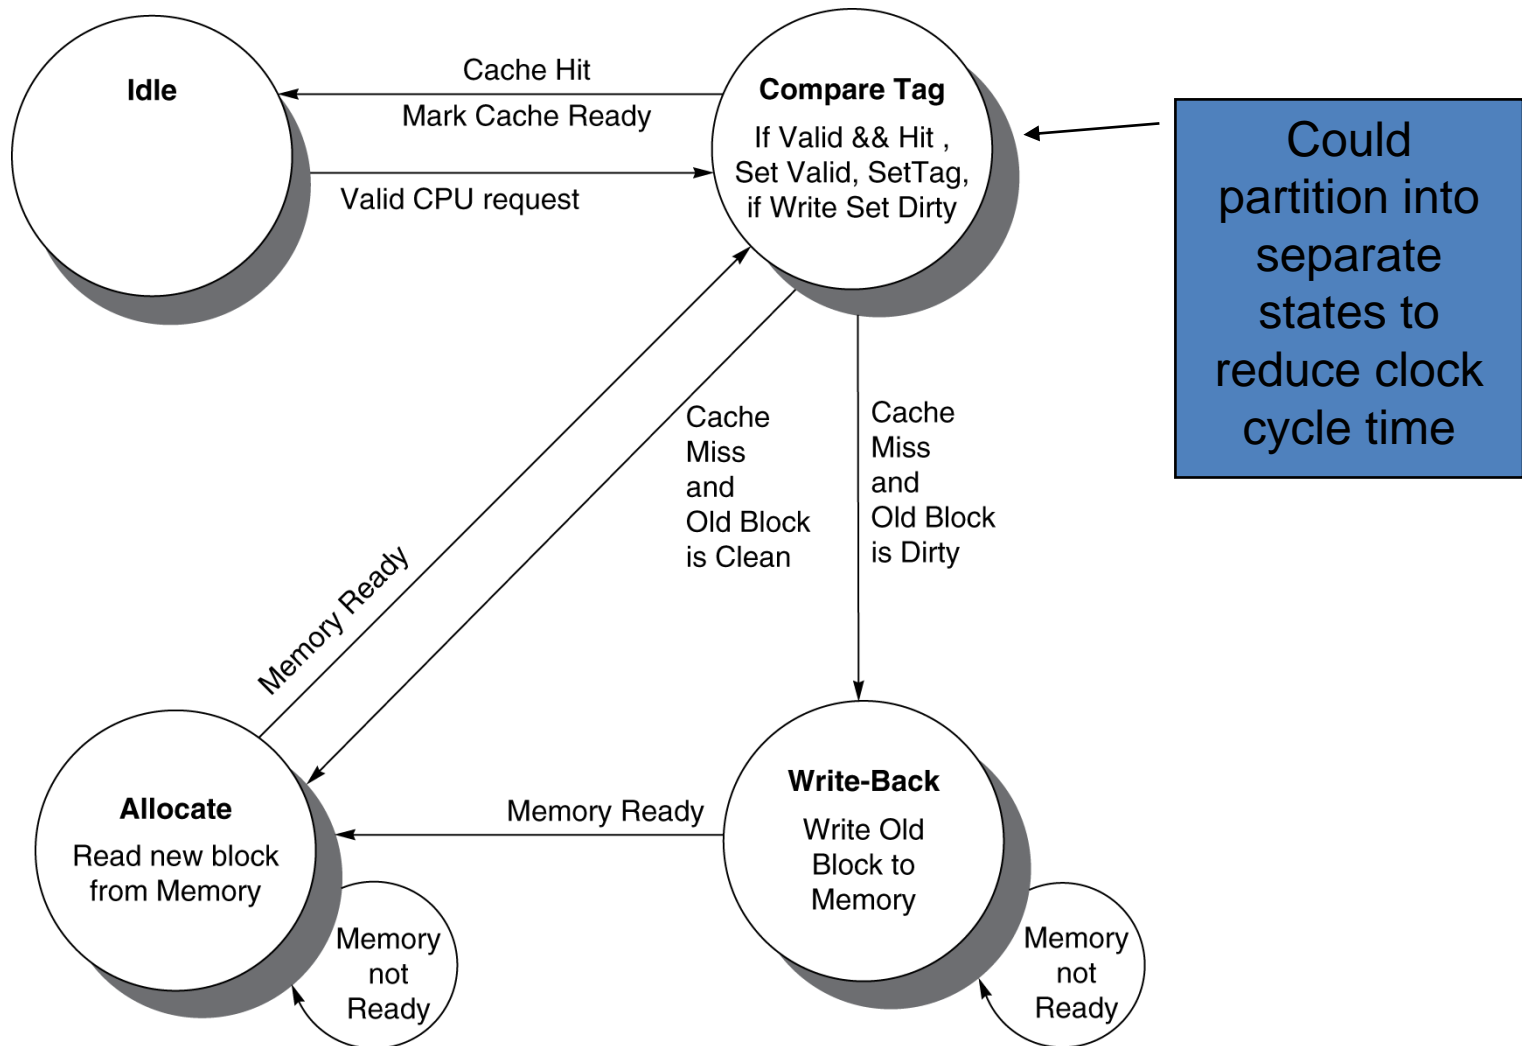 Idle
Cache Hit
Mark Cache Ready
Valid CPU request
Compare Tag
If Valid && Hit ,
Set Valid, SetTag,
if Write Set Dirty
Could
partition into
separate
states to
reduce clock
cycle time
Cache
Miss
and
Old Block
is Clean
Cache
Miss
and
Old Block
is Dirty
Memory Ready
Allocate
Read new block
from Memory
Memory Ready
Write-Back
Write Old
Block to
Memory
Memory
not
Ready
Memory
not
Ready